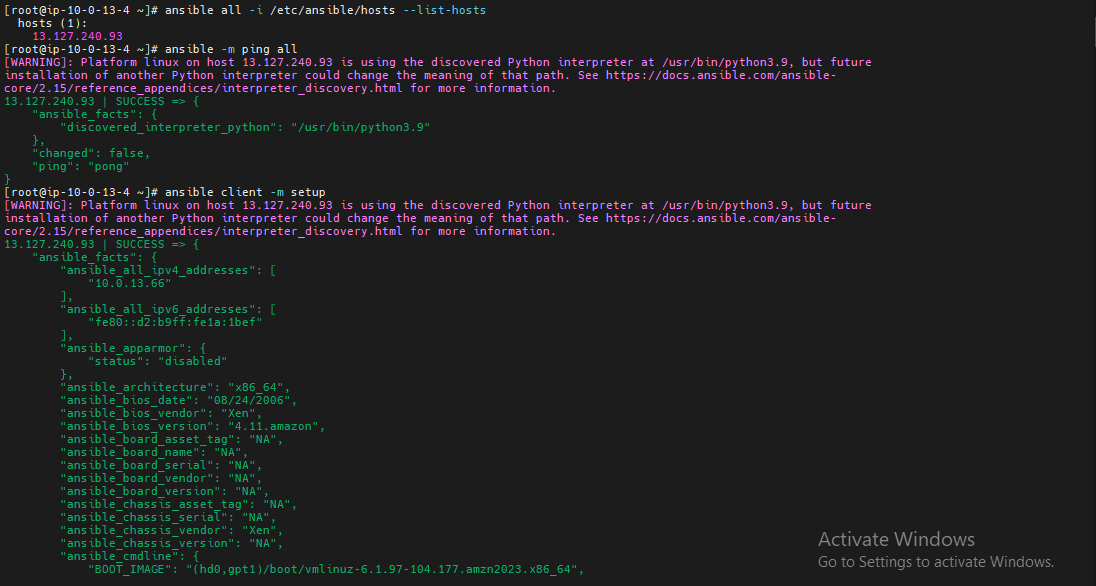 [root@ip-10-0-13-4 ~]# ansible all -i /etc/ansible/hosts --list-hosts
  hosts (1):
    13.127.240.93
[root@ip-10-0-13-4 ~]# ansible -m ping all
[WARNING]: Platform linux on host 13.127.240.93 is using the discovered Python interpreter at /usr/bin/python3.9, but future
installation of another Python interpreter could change the meaning of that path. See https://docs.ansible.com/ansible-
core/2.15/reference_appendices/interpreter_discovery.html for more information.
13.127.240.93 | SUCCESS => {
    "ansible_facts": {
        "discovered_interpreter_python": "/usr/bin/python3.9"
    },
    "changed": false,
    "ping": "pong"
}
[root@ip-10-0-13-4 ~]# ansible client -m setup
[WARNING]: Platform linux on host 13.127.240.93 is using the discovered Python interpreter at /usr/bin/python3.9, but future
installation of another Python interpreter could change the meaning of that path. See https://docs.ansible.com/ansible-
core/2.15/reference_appendices/interpreter_discovery.html for more information.
13.127.240.93 | SUCCESS => {
    "ansible_facts": {
        "ansible_all_ipv4_addresses": [
            "10.0.13.66"
        ],
        "ansible_all_ipv6_addresses": [
            "fe80::d2:b9ff:fe1a:1bef"
        ],
        "ansible_apparmor": {
            "status": "disabled"
        },
        "ansible_architecture": "x86_64",
        "ansible_bios_date": "08/24/2006",
        "ansible_bios_vendor": "Xen",
        "ansible_bios_version": "4.11.amazon",
        "ansible_board_asset_tag": "NA",
        "ansible_board_name": "NA",
        "ansible_board_serial": "NA",
        "ansible_board_vendor": "NA",
        "ansible_board_version": "NA",
        "ansible_chassis_asset_tag": "NA",
        "ansible_chassis_serial": "NA",
        "ansible_chassis_vendor": "Xen",
        "ansible_chassis_version": "NA",
        "ansible_cmdline": {
            "BOOT_IMAGE": "(hd0,gpt1)/boot/vmlinuz-6.1.97-104.177.amzn2023.x86_64",
Activate Windows
Go to Settings to activate Windows.